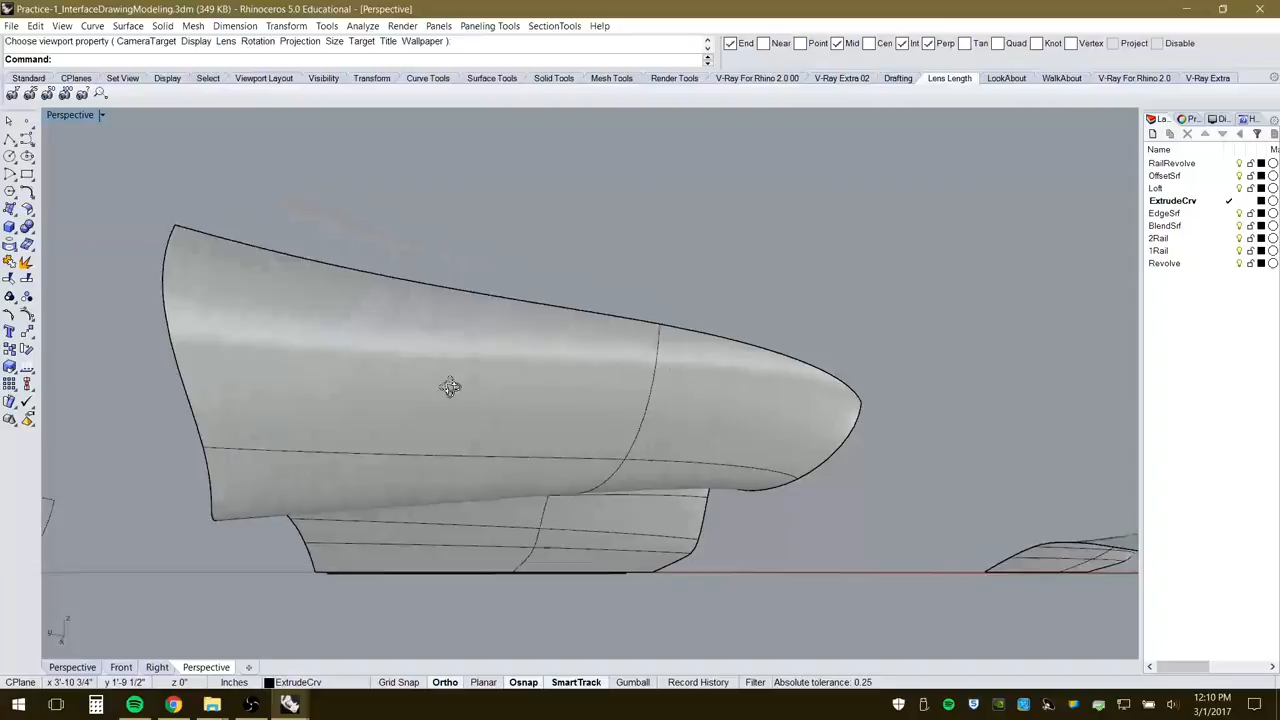 Practice-1_InterfaceDrawingModeling.3dm (349 KB) - Rhinoceros 5.0 Educational - [Perspective]
File Edit View Curve Surface Solid Mesh Dimension Transform Tools Analyze Render Panels Paneling Tools SectionTools Help
Choose viewport property ( CameraTarget Display Lens Rotation Projection Size Target Title Wallpaper ):
Command:
End Near Point Mid Cen Int Perp Tan Quad Knot Vertex Project Disable
Standard CPlanes Set View Display Select Viewport Layout Visibility Transform Curve Tools Surface Tools Solid Tools Mesh Tools Render Tools V-Ray For Rhino 2.0 00 V-Ray Extra 02 Drafting Lens Length LookAbout WalkAbout V-Ray For Rhino 2.0 V-Ray Extra
25 50 100
Perspective
La... Pr... Di... H...
Name Ma
RailRevolve
OffsetSrf
Loft
ExtrudeCrv
EdgeSrf
BlendSrf
2Rail
1Rail
Revolve
z
y
x
Perspective Front Right Perspective
CPlane x 3'-10 3/4" y 1'-9 1/2" z 0" Inches ExtrudeCrv Grid Snap Ortho Planar Osnap SmartTrack Gumball Record History Filter Absolute tolerance: 0.25
12:10 PM
3/1/2017